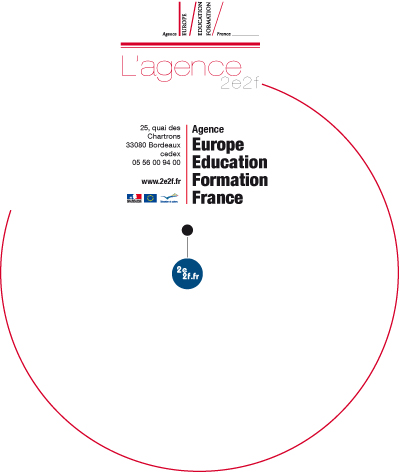 Agence EUROPE EDUCATION FORMATION France
L'agence
2e2f
25, quai des
Chartrons
33080 Bordeaux
cedex
05 56 00 94 00
www.2e2f.fr
Agence
Europe
Education
Formation
France
2e
2f.fr